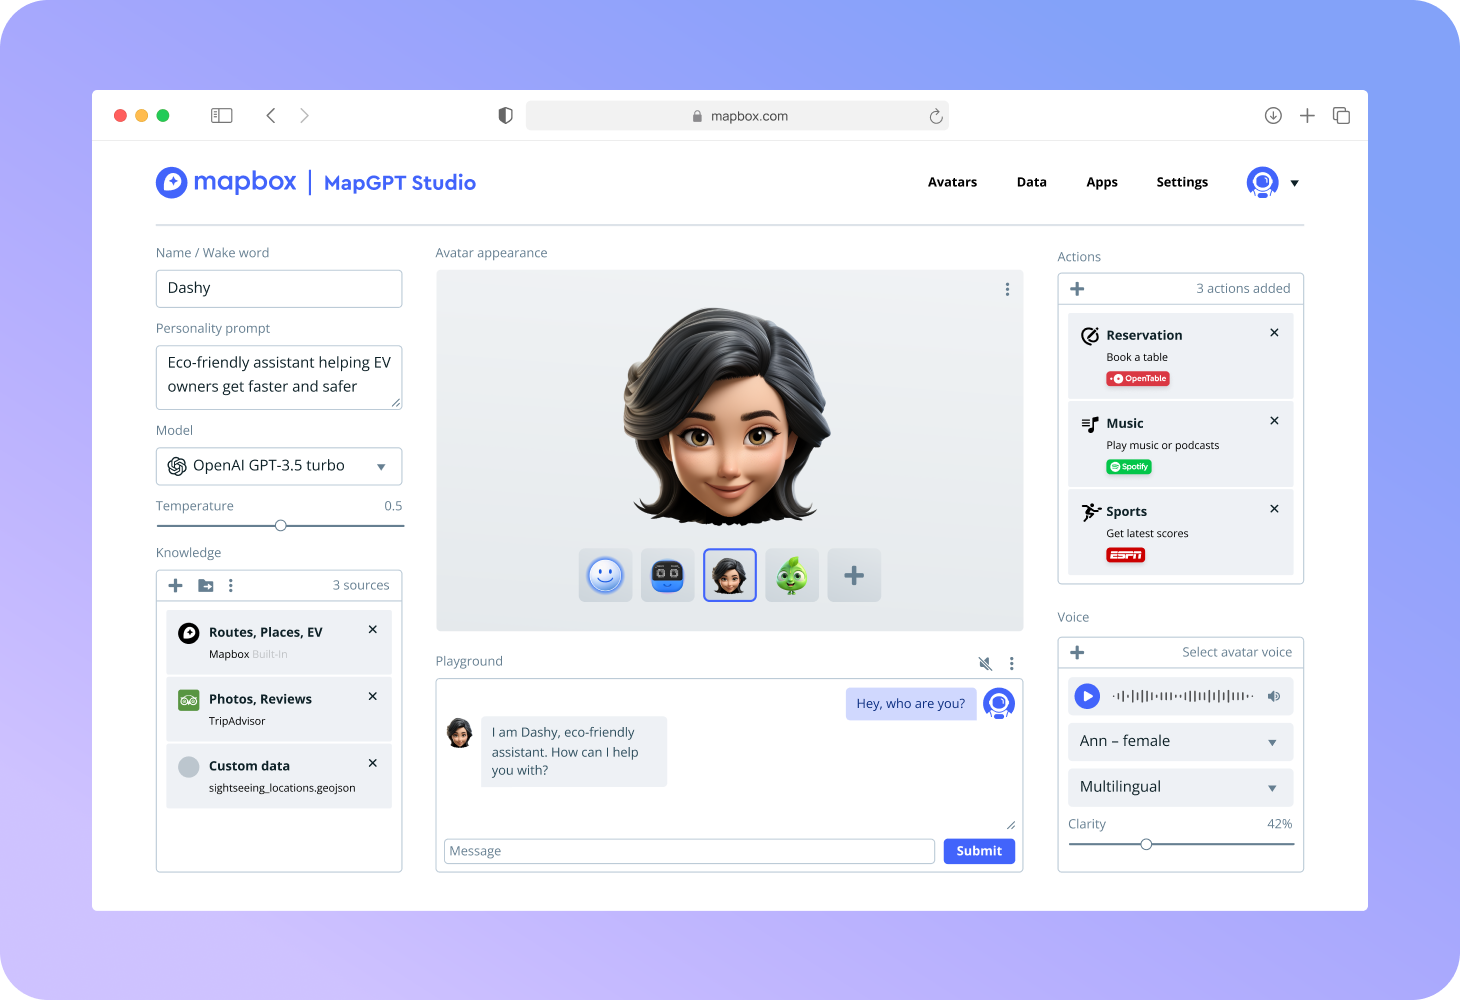 mapbox.com
mapbox | MapGPT Studio
Avatars
Data
Apps
Settings
Name / Wake word
Dashy
Personality prompt
Eco-friendly assistant helping EV
owners get faster and safer
Model
OpenAI GPT-3.5 turbo
Temperature
0.5
Knowledge
3 sources
Routes, Places, EV
Mapbox Built-In
Photos, Reviews
TripAdvisor
Custom data
sightseeing_locations.geojson
Avatar appearance
Playground
Hey, who are you?
I am Dashy, eco-friendly
assistant. How can I help
you with?
Message
Submit
Actions
3 actions added
Reservation
Book a table
OpenTable
Music
Play music or podcasts
Spotify
Sports
Get latest scores
ESPN
Voice
Select avatar voice
Ann – female
Multilingual
Clarity
42%